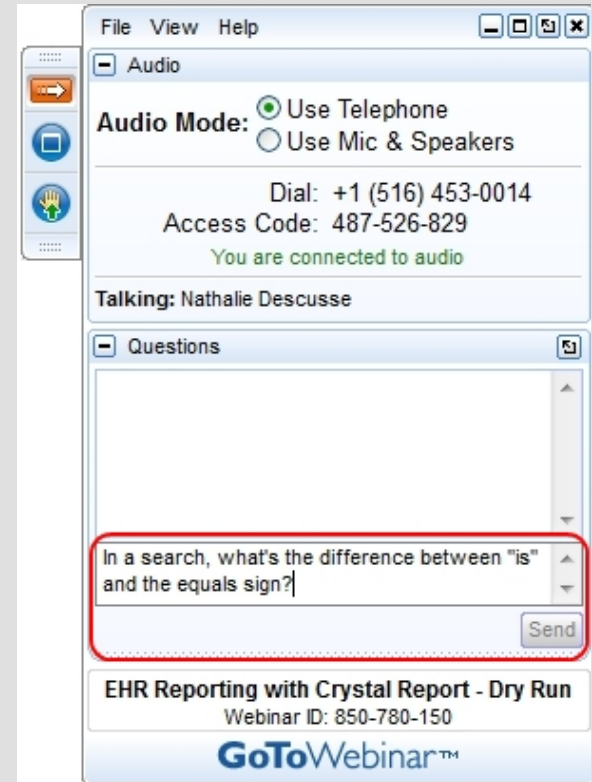 File View Help
Audio
Audio Mode:
Use Telephone
Use Mic & Speakers
Dial: +1 (516) 453-0014
Access Code: 487-526-829
You are connected to audio
Talking: Nathalie Descusse
Questions
In a search, what's the difference between "is"
and the equals sign?
Send
EHR Reporting with Crystal Report - Dry Run
Webinar ID: 850-780-150
GoToWebinar™